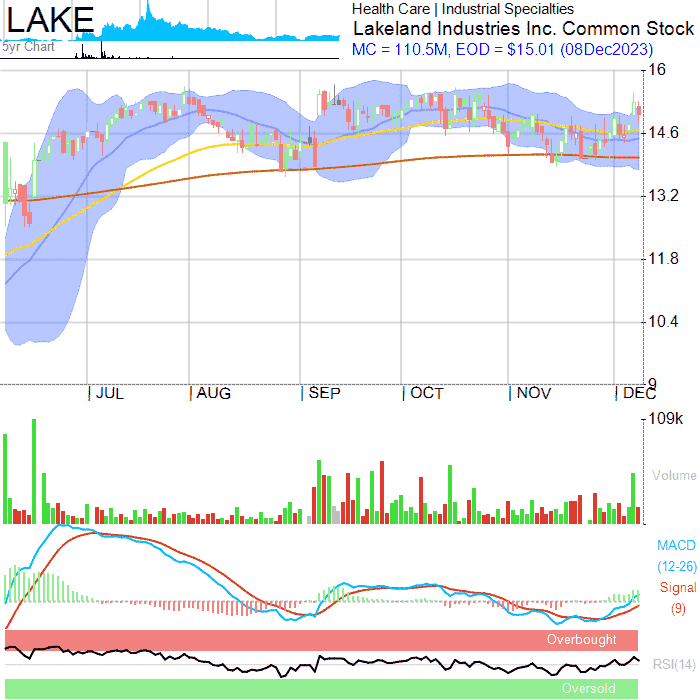 LAKE
5yr Chart
Health Care | Industrial Specialties
Lakeland Industries Inc. Common Stock
MC = 110.5M, EOD = $15.01 (08Dec2023)
16
14.6
13.2
11.8
10.4
9
JUL
AUG
SEP
OCT
NOV
DEC
109k
Volume
MACD
(12-26)
Signal
(9)
Overbought
RSI(14)
Oversold